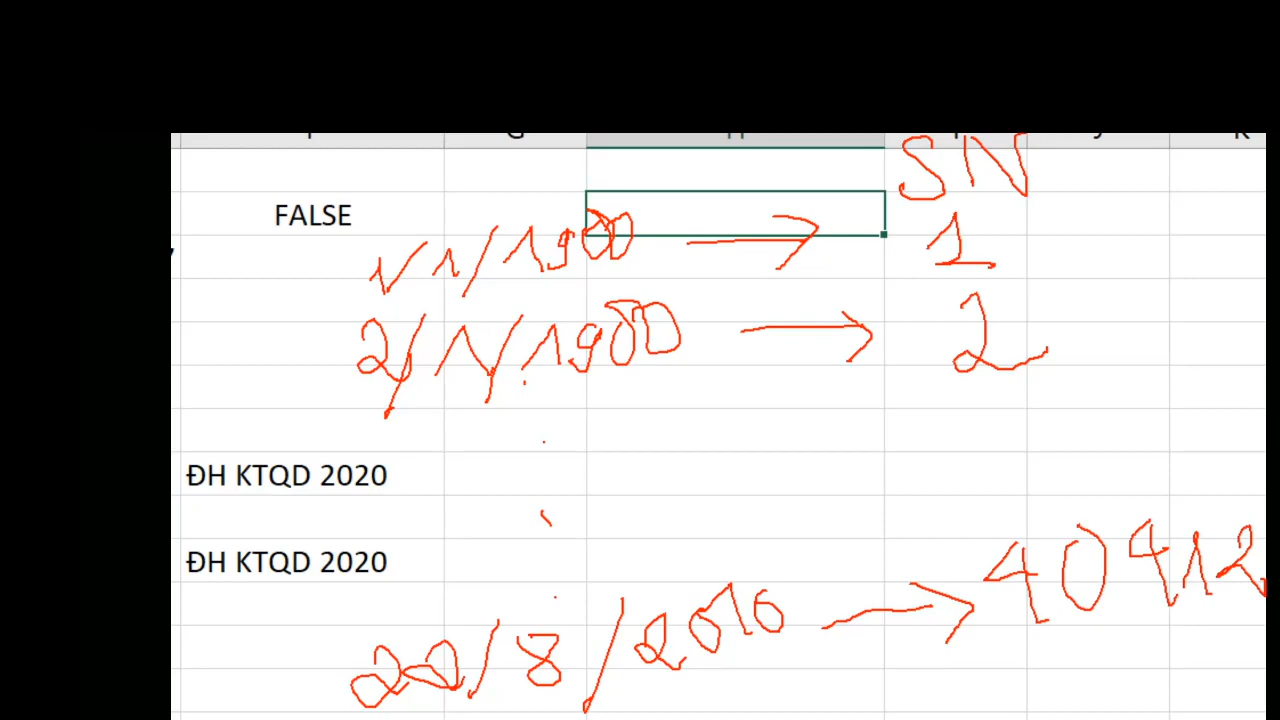 G H I J K
SN
FALSE
1/1/1900 → 1
2/1/1900 → 2
ĐH KTQD 2020
ĐH KTQD 2020
22/8/2016 → 40412